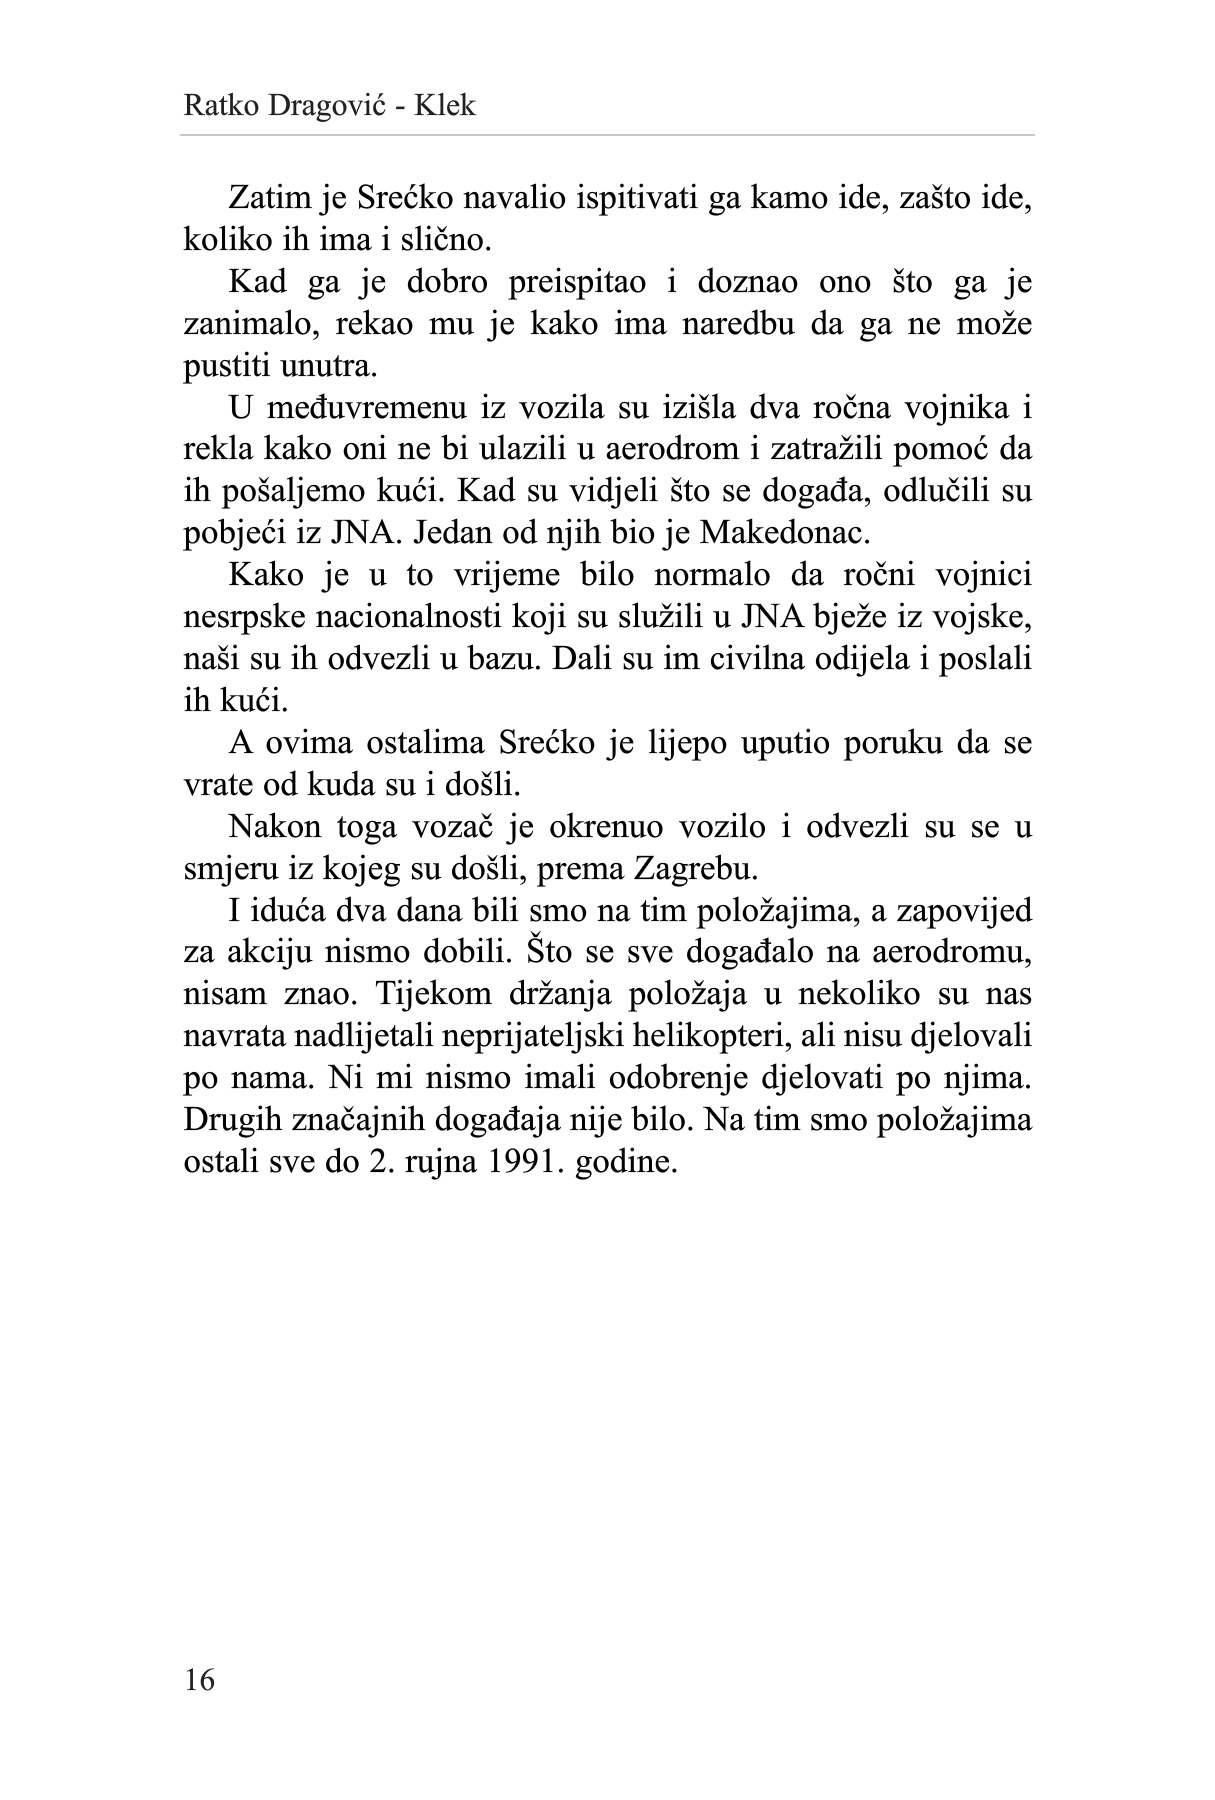 Ratko Dragović - Klek
Zatim je Srećko navalio ispitivati ga kamo ide, zašto ide,
koliko ih ima i slično.
Kad ga je dobro preispitao i doznao ono što ga je
zanimalo, rekao mu je kako ima naredbu da ga ne može
pustiti unutra.
U međuvremenu iz vozila su izišla dva ročna vojnika i
rekla kako oni ne bi ulazili u aerodrom i zatražili pomoć da
ih pošaljemo kući. Kad su vidjeli što se događa, odlučili su
pobjeći iz JNA. Jedan od njih bio je Makedonac.
Kako je u to vrijeme bilo normalo da ročni vojnici
nesrpske nacionalnosti koji su služili u JNA bježe iz vojske,
naši su ih odvezli u bazu. Dali su im civilna odijela i poslali
ih kući.
A ovima ostalima Srećko je lijepo uputio poruku da se
vrate od kuda su i došli.
Nakon toga vozač je okrenuo vozilo i odvezli su se u
smjeru iz kojeg su došli, prema Zagrebu.
I iduća dva dana bili smo na tim položajima, a zapovijed
za akciju nismo dobili. Što se sve događalo na aerodromu,
nisam znao. Tijekom držanja položaja u nekoliko su nas
navrata nadlijetali neprijateljski helikopteri, ali nisu djelovali
po nama. Ni mi nismo imali odobrenje djelovati po njima.
Drugih značajnih događaja nije bilo. Na tim smo položajima
ostali sve do 2. rujna 1991. godine.
16